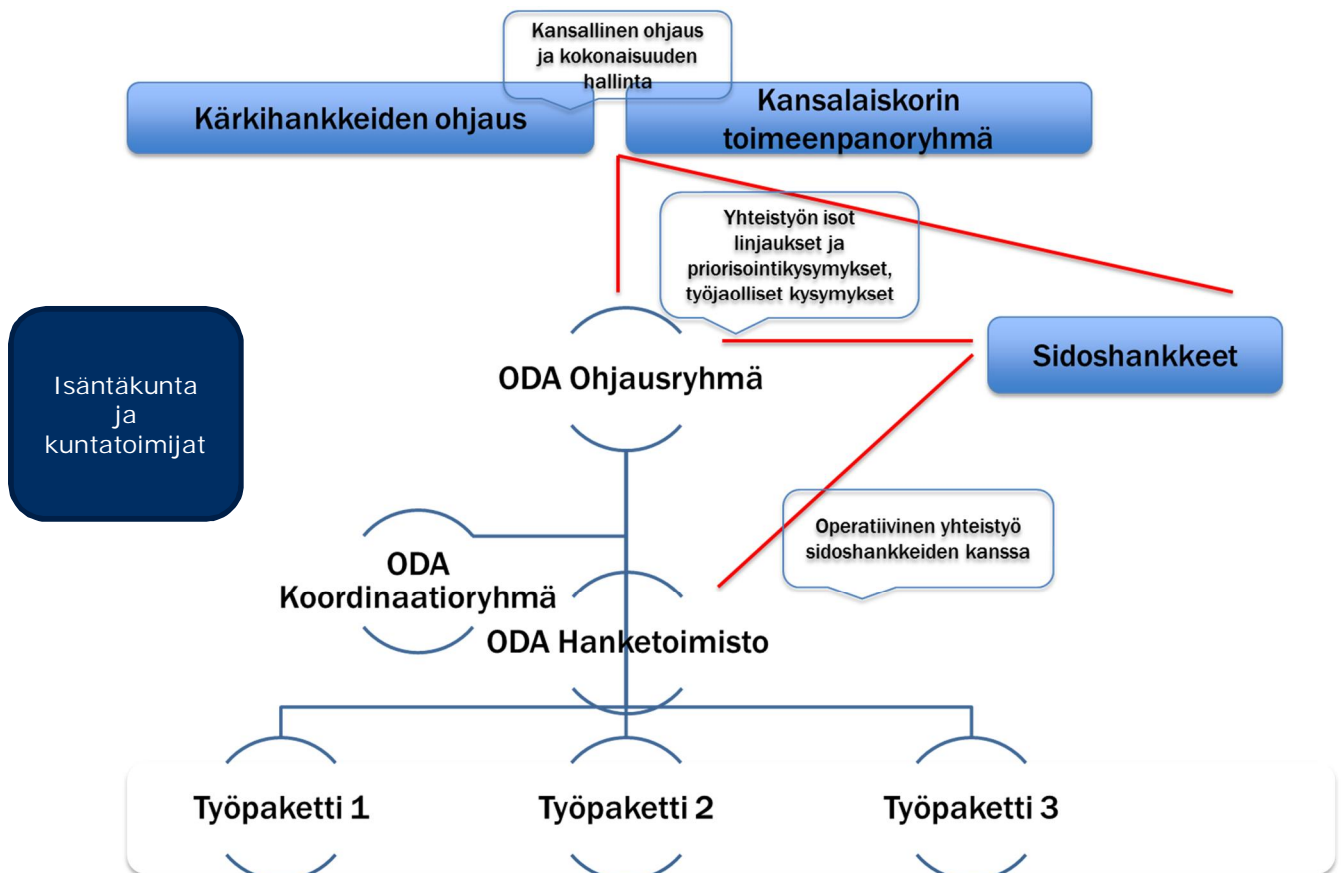 Kansallinen ohjaus
ja kokonaisuuden
hallinta
Kärkihankkeiden ohjaus
Kansalaiskorin
toimeenpanoryhmä
Yhteistyön isot
linjaukset ja
priorisointikysymykset,
työjaolliset kysymykset
Isäntäkunta
ja
kuntatoimijat
ODA Ohjausryhmä
Sidoshankkeet
Operatiivinen yhteistyö
sidoshankkeiden kanssa
ODA
Koordinaatioryhmä
ODA Hanketoimisto
Työpaketti 1
Työpaketti 2
Työpaketti 3